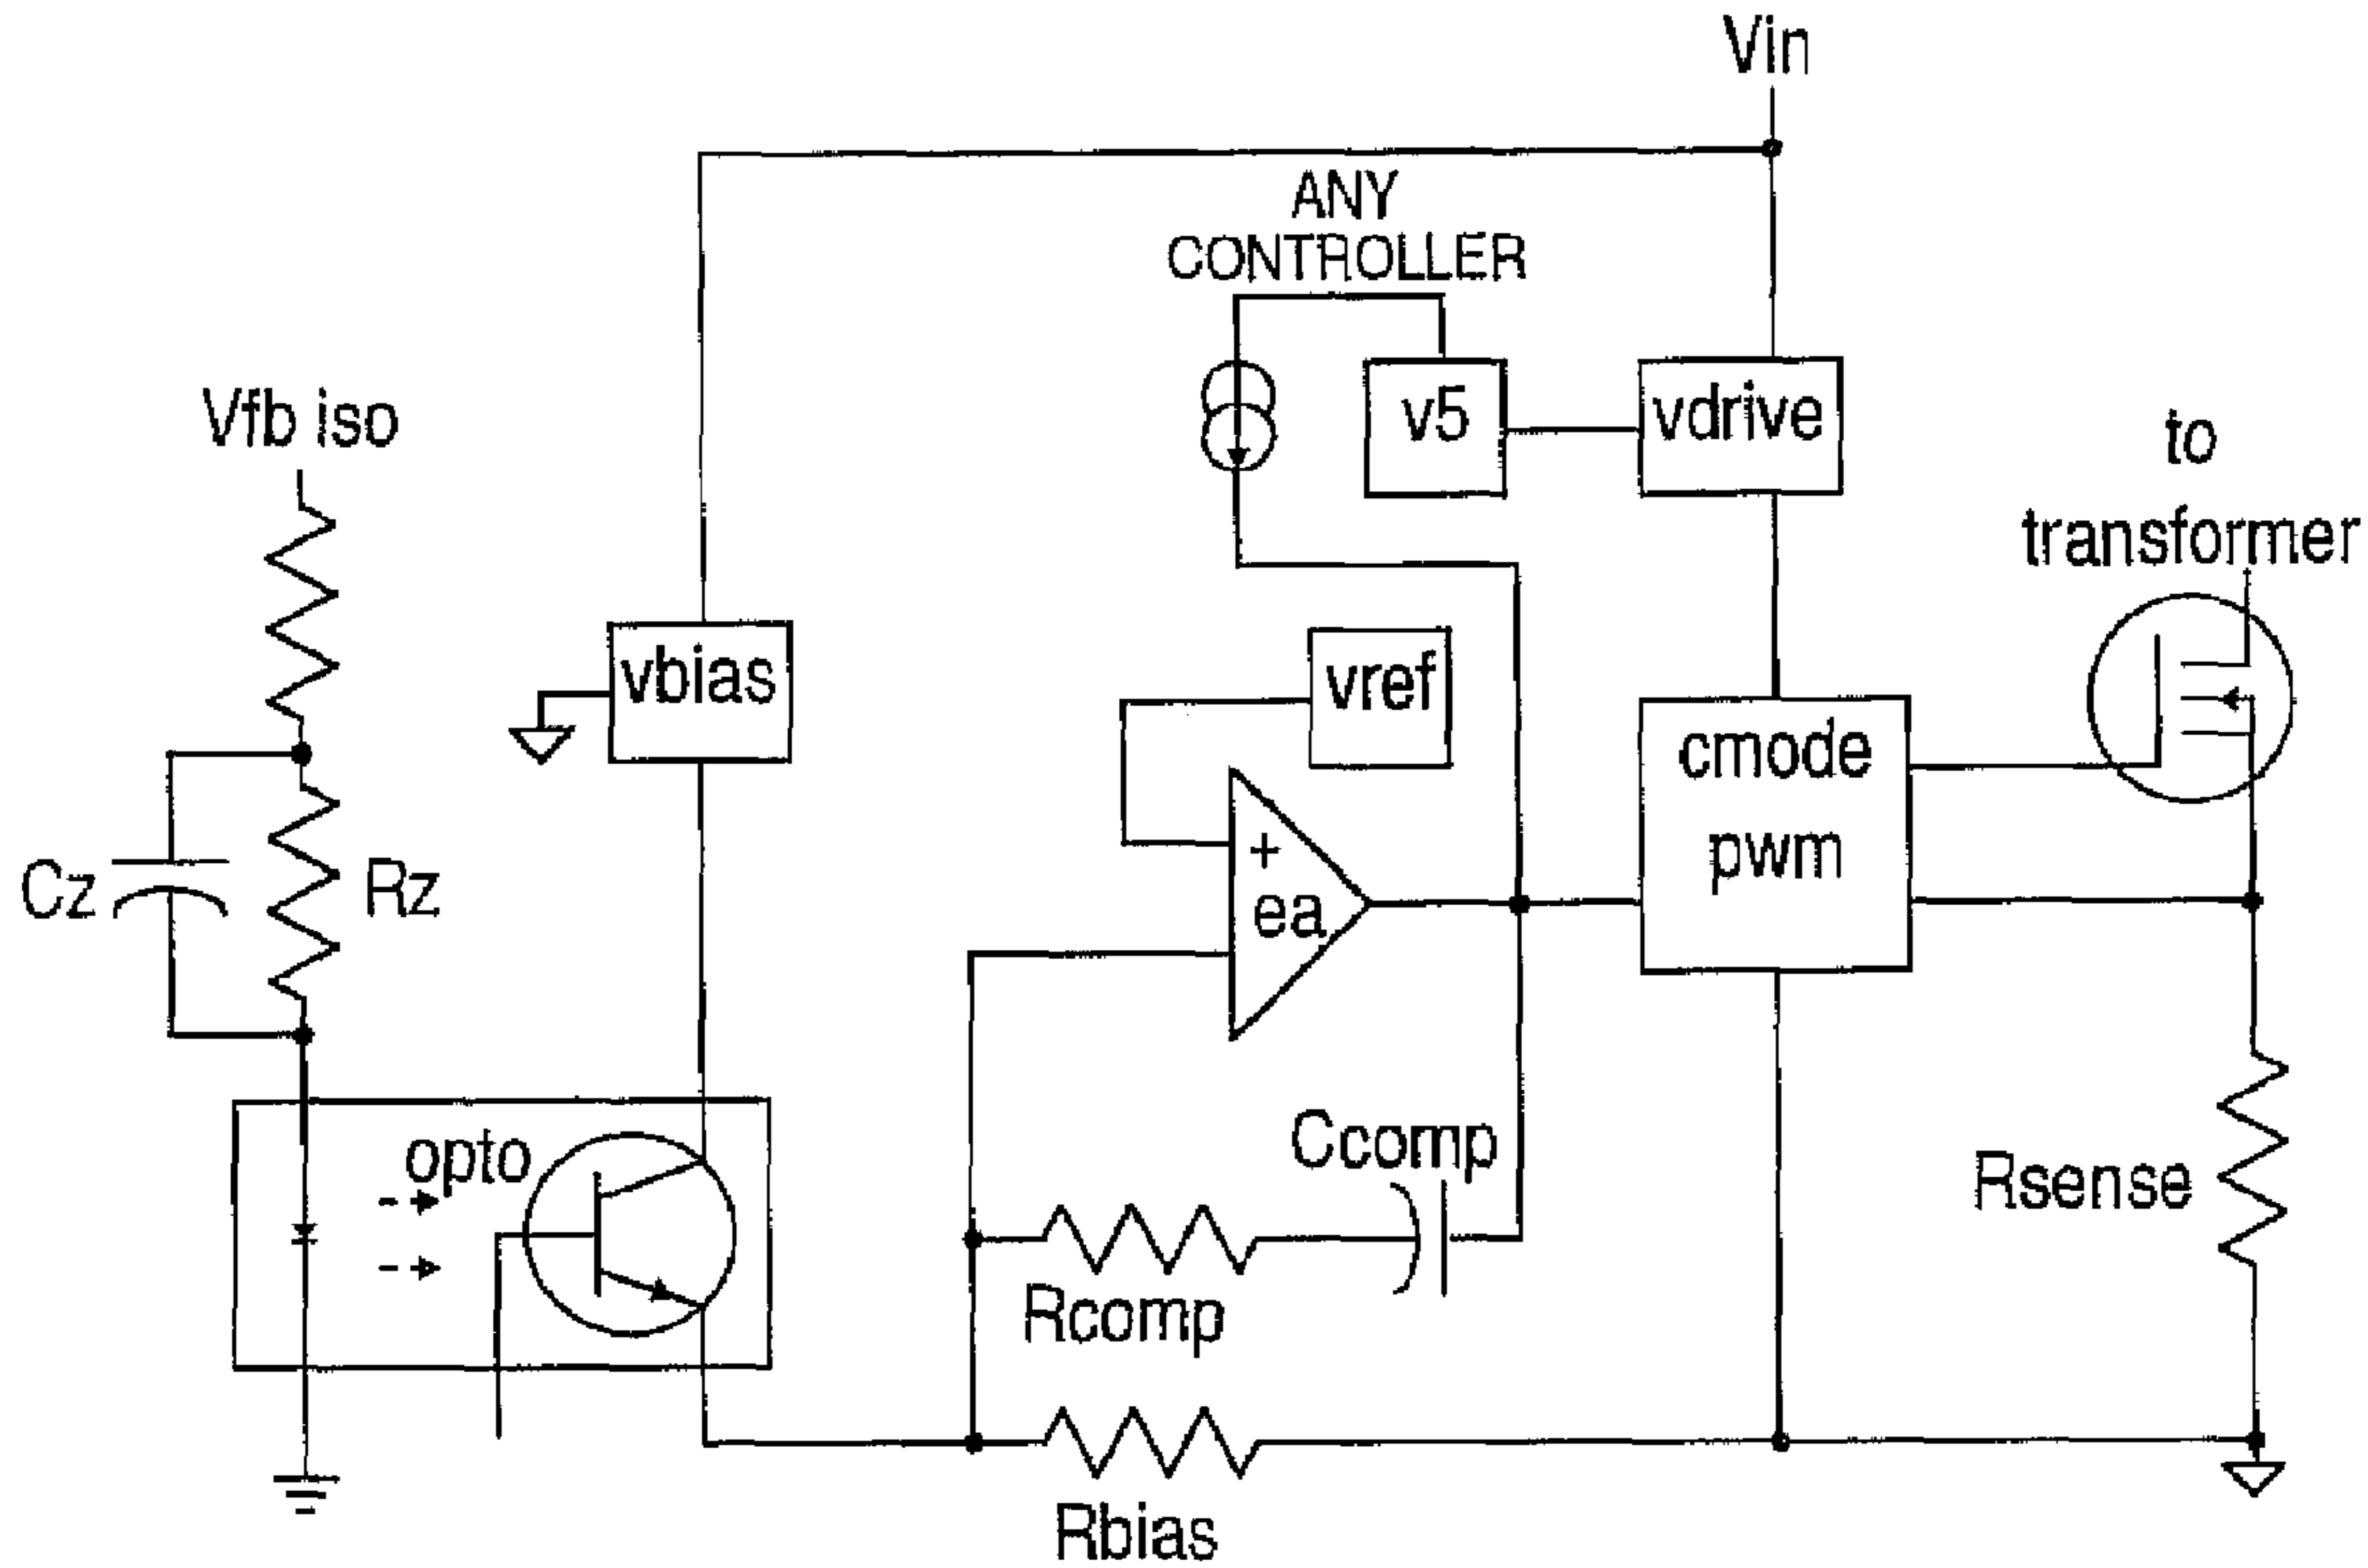 Vin
ANY
CONTROLLER
Vfb iso
v5
vdrive
to
transformer
vbias
vref
cmode
pwm
+
ea
Cz
Rz
opto
Ccomp
Rcomp
Rsense
Rbias